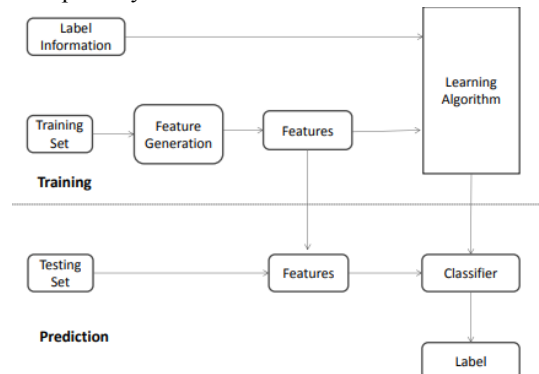 Label
Information
Learning
Algorithm
Training
Set
Feature
Generation
Features
Training
Testing
Set
Features
Classifier
Prediction
Label